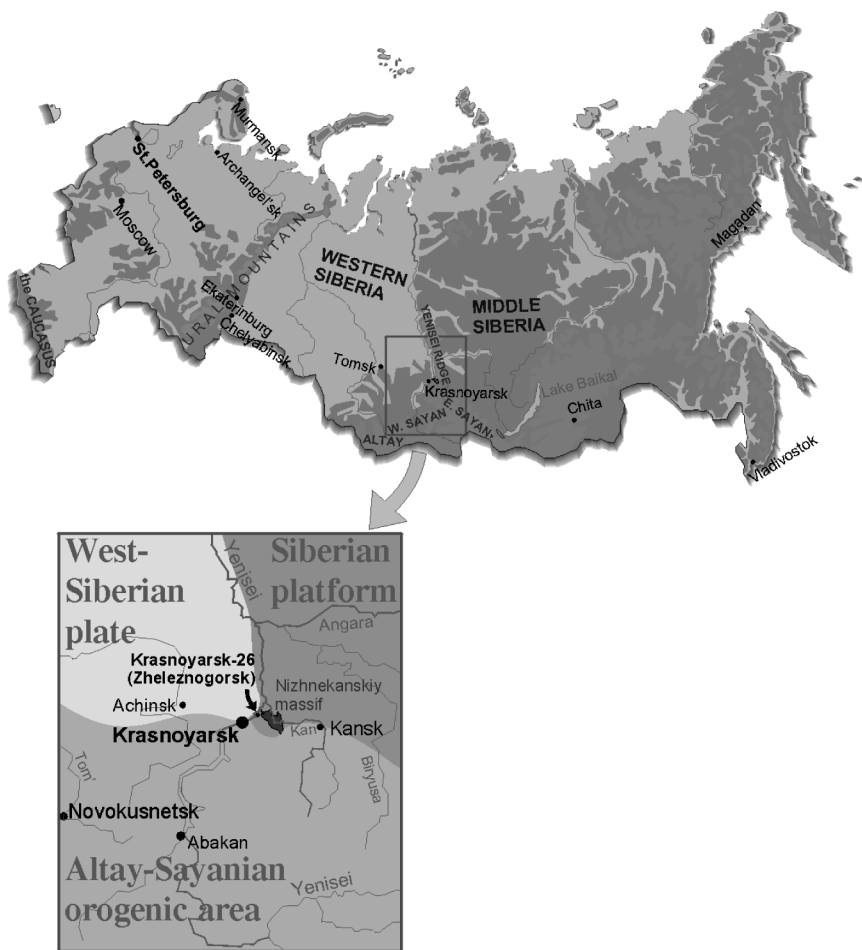 Murmansk
St.Petersburg
Archangel'sk
Moscow
URAL MOUNTAINS
the CAUCASUS
Ekaterinburg
Chelyabinsk
WESTERN
SIBERIA
MIDDLE
SIBERIA
Magadan
YENISEI RIDGE
Tomsk
Krasnoyarsk
Lake Baikal
Chita
W. SAYAN
E. SAYAN
ALTAY
Vladivostok
West-
Siberian
plate
Yenisei
Siberian
platform
Angara
Krasnoyarsk-26
(Zheleznogorsk)
Nizhnekanskiy
massif
Achinsk
Krasnoyarsk
Kan
Kansk
Tom'
Biryusa
Novokusnetsk
Abakan
Altay-Sayanian
orogenic area
Yenisei